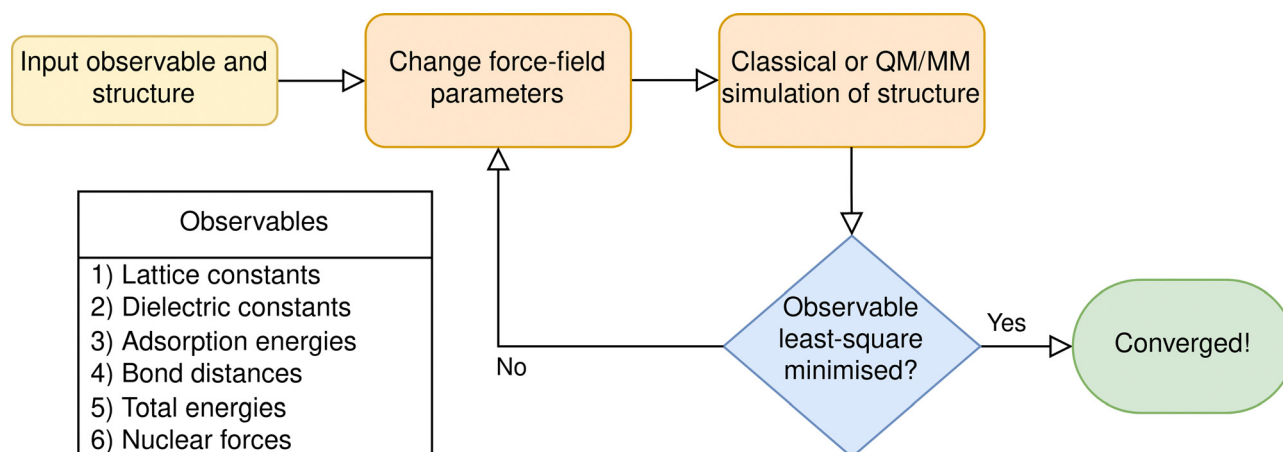 Input observable and
structure
Change force-field
parameters
Classical or QM/MM
simulation of structure
Observables
1) Lattice constants
2) Dielectric constants
3) Adsorption energies
4) Bond distances
5) Total energies
6) Nuclear forces
No
Observable
least-square
minimised?
Yes
Converged!